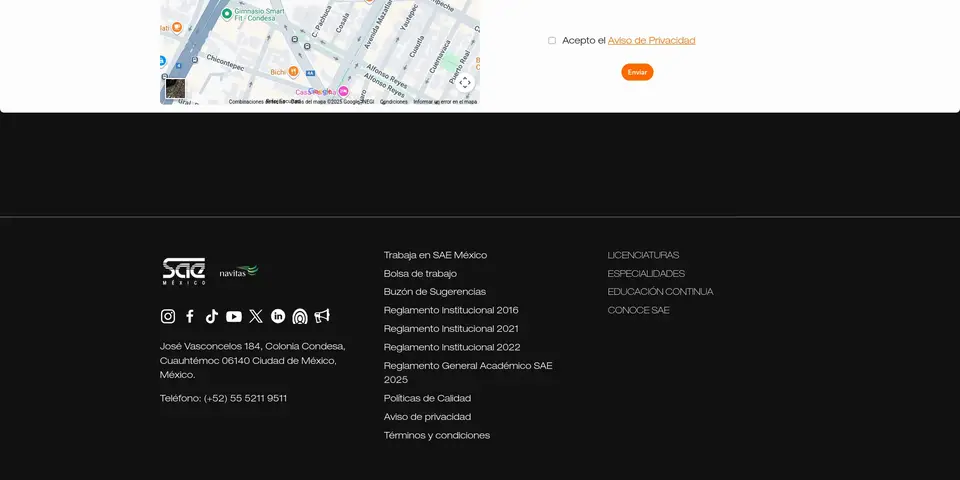 Gimnasio Smart
Fit | Condesa
C. Pachuca
Cosalá
Avenida Mazatlán
Yautepec
Cuautla
Cuernavaca
Puerto Real
Chicontepec
Bichi
Alfonso Reyes
Alfonso Reyes
Combinaciones de teclas
Datos del mapa ©2025 Google, INEGI
Condiciones
Informar un error en el mapa
Acepto el Aviso de Privacidad
Enviar
sae
MÉXICO
navitas
José Vasconcelos 184, Colonia Condesa,
Cuauhtémoc 06140 Ciudad de México,
México.
Teléfono: (+52) 55 5211 9511
Trabaja en SAE México
Bolsa de trabajo
Buzón de Sugerencias
Reglamento Institucional 2016
Reglamento Institucional 2021
Reglamento Institucional 2022
Reglamento General Académico SAE
2025
Políticas de Calidad
Aviso de privacidad
Términos y condiciones
LICENCIATURAS
ESPECIALIDADES
EDUCACIÓN CONTINUA
CONOCE SAE